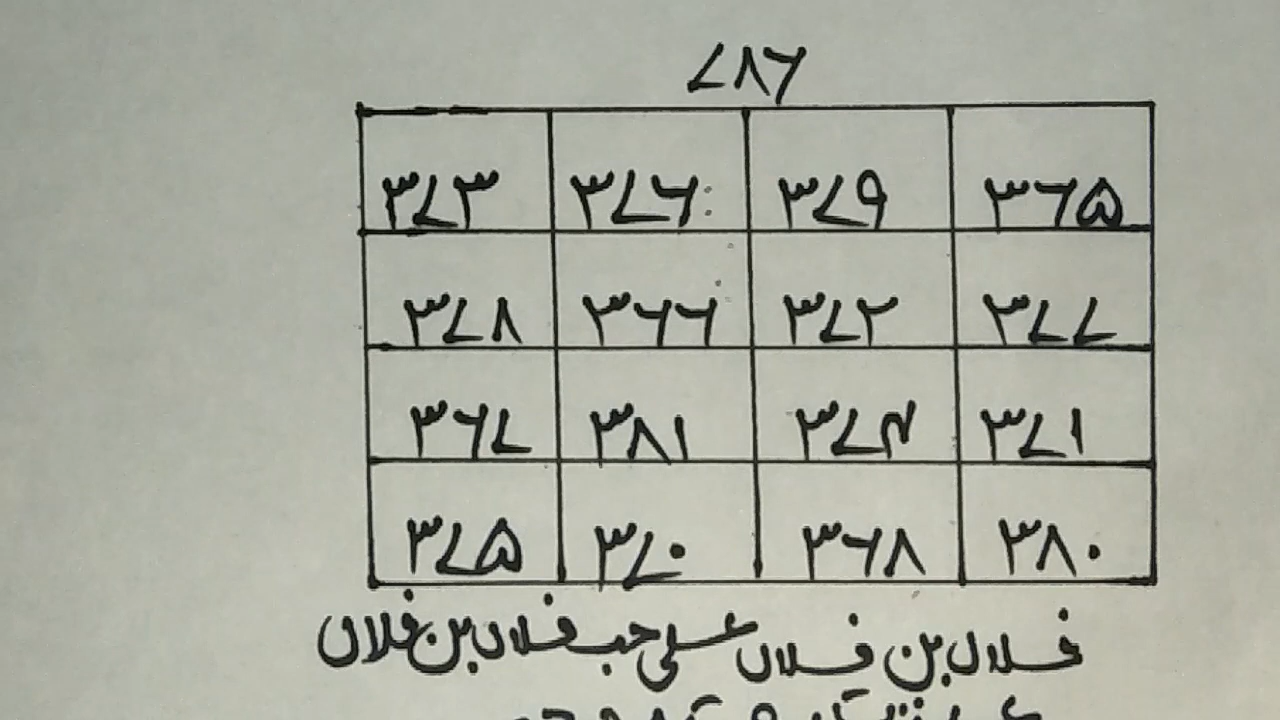 ۷۸۶
۳۷۳ ۳۷۶ ۳۷۹ ۳۶۵
۳۷۸ ۳۶۶ ۳۷۲ ۳۷۷
۳۶۷ ۳۸۱ ۳۷۴ ۳۷۱
۳۷۵ ۳۷۰ ۳۶۸ ۳۸۰
فلاں بن فلاں علی حب فلاں بن فلاں